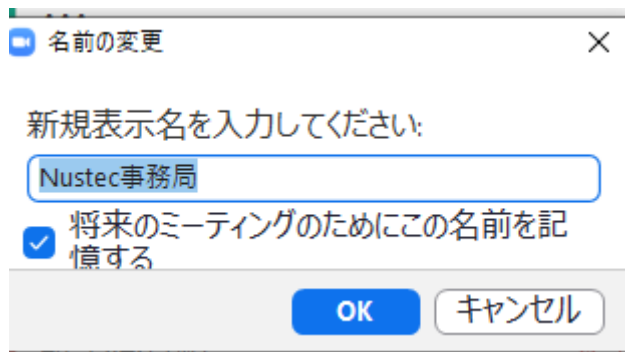 名前の変更
新規表示名を入力してください:
Nustec事務局
将来のミーティングのためにこの名前を記
憶する
OK キャンセル